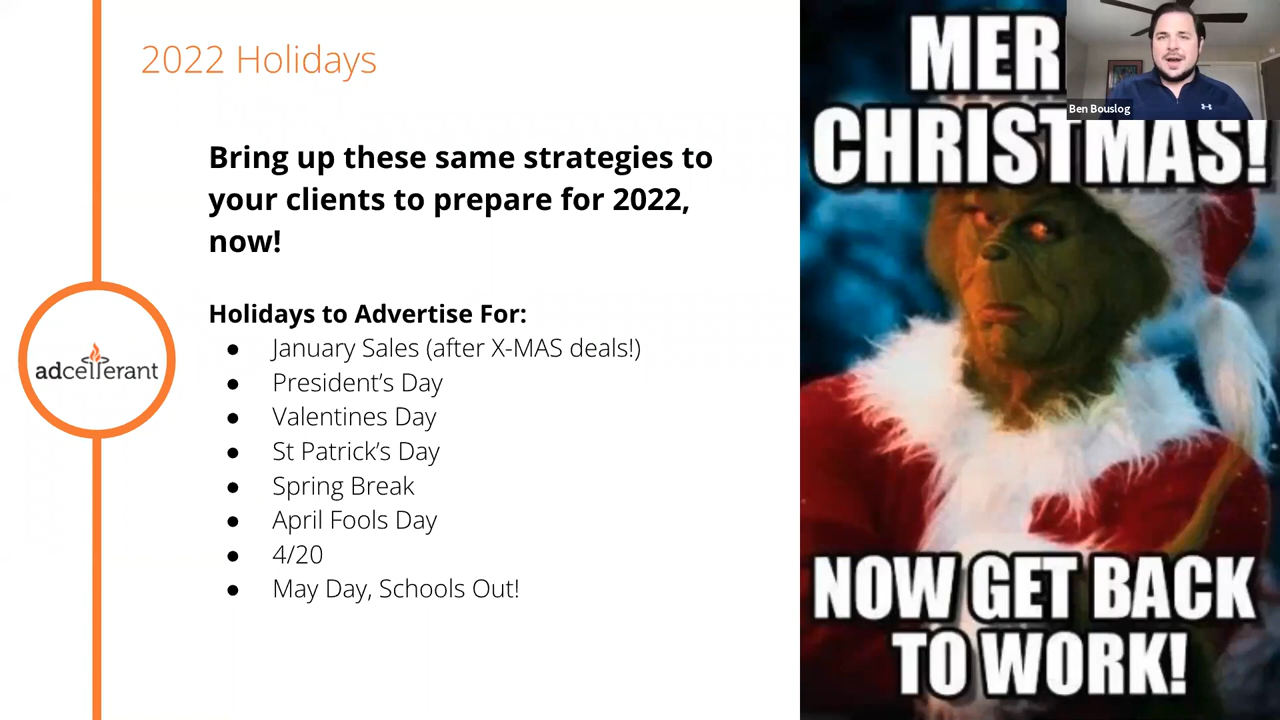 2022 Holidays
Bring up these same strategies to
your clients to prepare for 2022,
now!
Holidays to Advertise For:
● January Sales (after X-MAS deals!)
● President’s Day
● Valentines Day
● St Patrick’s Day
● Spring Break
● April Fools Day
● 4/20
● May Day, Schools Out!
adcellerant
MER
CHRISTMAS!
NOW GET BACK
TO WORK!
Ben Bouslog